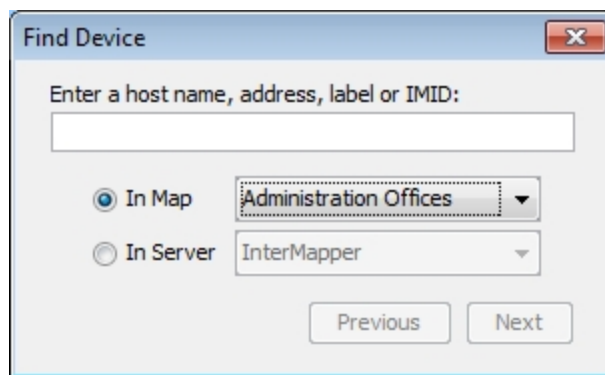 Find Device
Enter a host name, address, label or IMID:
In Map Administration Offices
In Server InterMapper
Previous Next